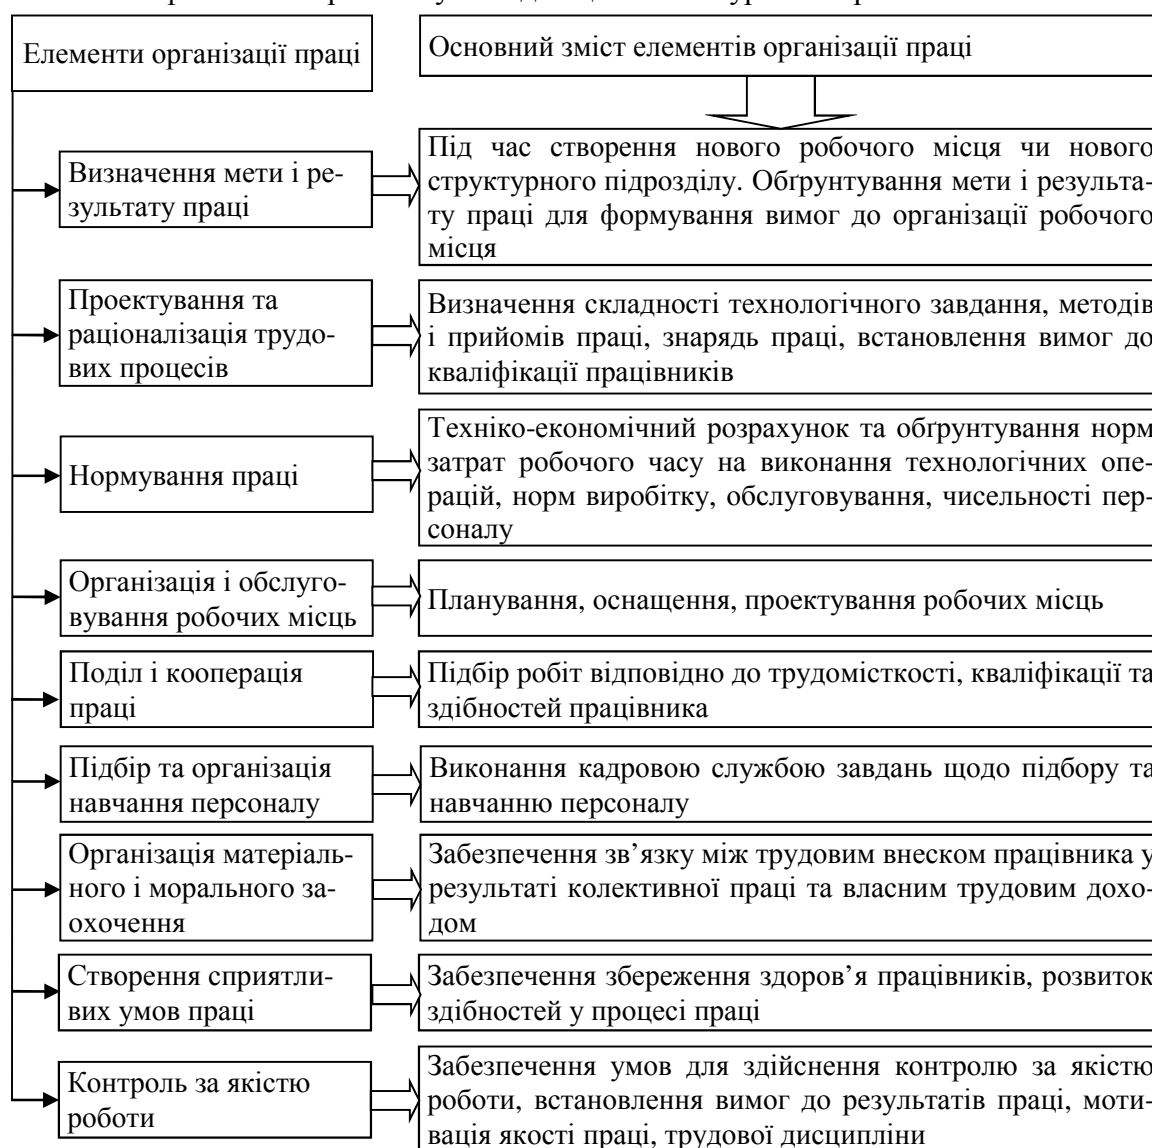 Елементи організації праці
Основний зміст елементів організації праці
Визначення мети і ре-
зультату праці
Під час створення нового робочого місця чи нового
структурного підрозділу. Обґрунтування мети і результа-
ту праці для формування вимог до організації робочого
місця
Проектування та
раціоналізація трудо-
вих процесів
Визначення складності технологічного завдання, методів
і прийомів праці, знарядь праці, встановлення вимог до
кваліфікації працівників
Нормування праці
Техніко-економічний розрахунок та обґрунтування норм
затрат робочого часу на виконання технологічних опе-
рацій, норм виробітку, обслуговування, чисельності пер-
соналу
Організація і обслуго-
вування робочих місць
Планування, оснащення, проектування робочих місць
Поділ і кооперація
праці
Підбір робіт відповідно до трудомісткості, кваліфікації та
здібностей працівника
Підбір та організація
навчання персоналу
Виконання кадровою службою завдань щодо підбору та
навчанню персоналу
Організація матеріаль-
ного і морального за-
охочення
Забезпечення зв’язку між трудовим внеском працівника у
результаті колективної праці та власним трудовим дохо-
дом
Створення сприятли-
вих умов праці
Забезпечення збереження здоров’я працівників, розвиток
здібностей у процесі праці
Контроль за якістю
роботи
Забезпечення умов для здійснення контролю за якістю
роботи, встановлення вимог до результатів праці, моти-
вація якості праці, трудової дисципліни